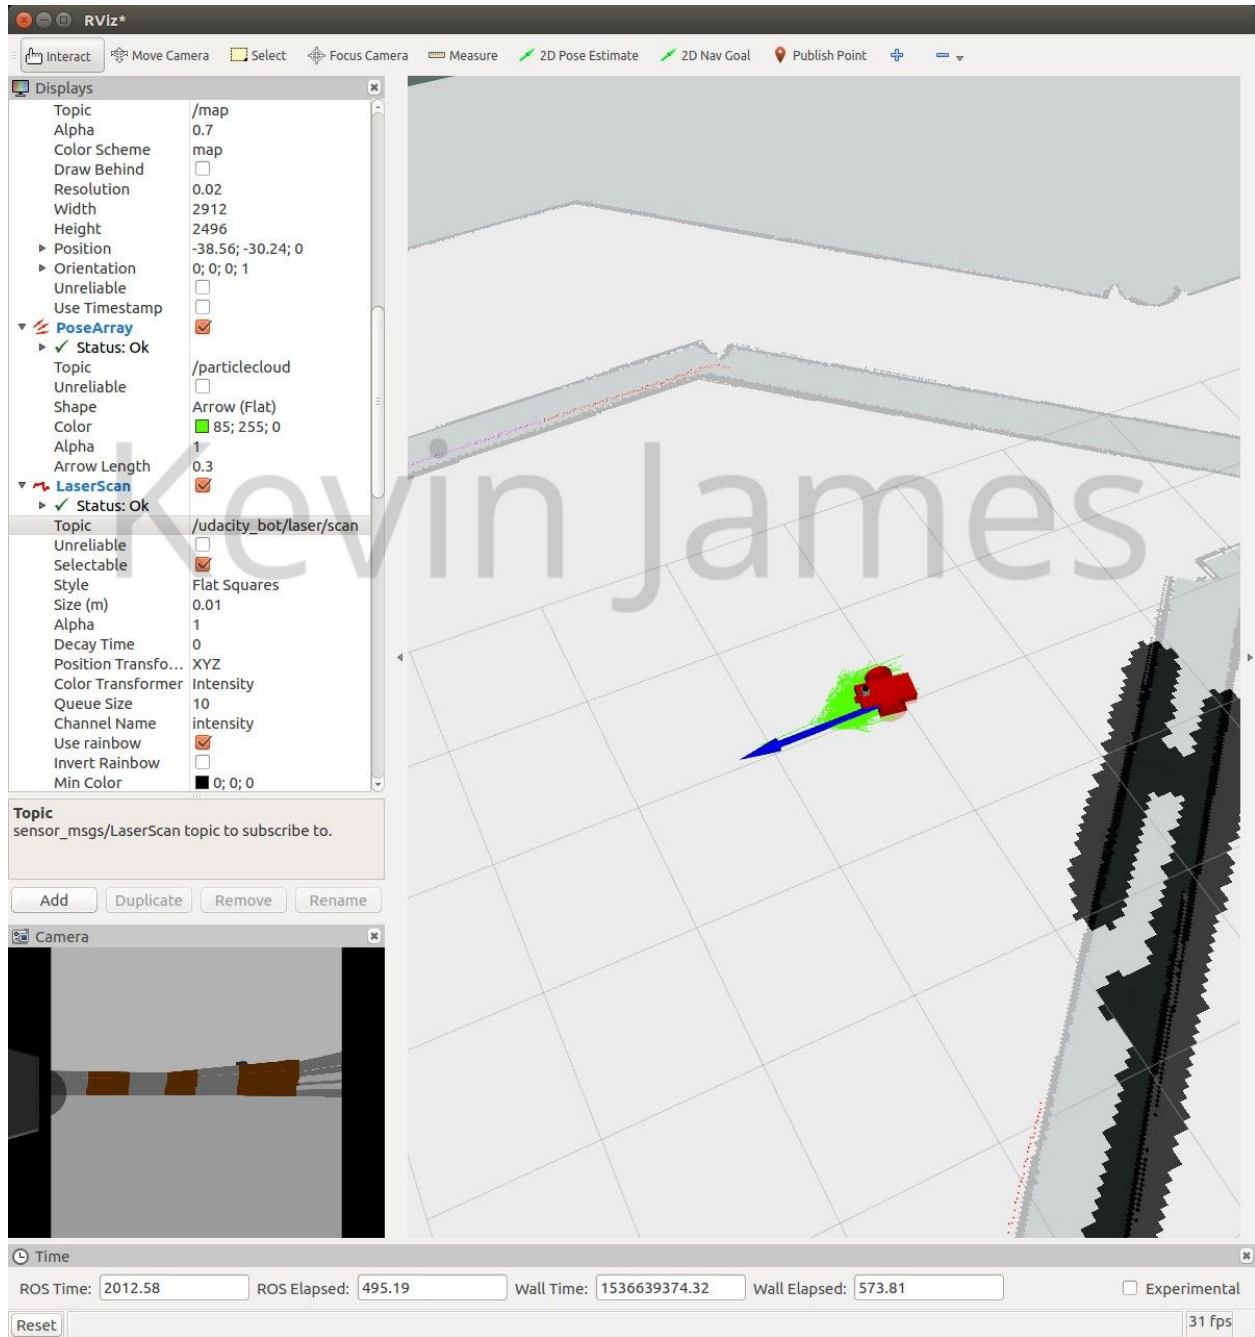 RViz*
Interact Move Camera Select Focus Camera Measure 2D Pose Estimate 2D Nav Goal Publish Point
Displays
Topic /map
Alpha 0.7
Color Scheme map
Draw Behind
Resolution 0.02
Width 2912
Height 2496
Position -38.56; -30.24; 0
Orientation 0; 0; 0; 1
Unreliable
Use Timestamp
PoseArray
Status: Ok
Topic /particlecloud
Unreliable
Shape Arrow (Flat)
Color 85; 255; 0
Alpha 1
Arrow Length 0.3
LaserScan
Status: Ok
Topic /udacity_bot/laser/scan
Unreliable
Selectable
Style Flat Squares
Size (m) 0.01
Alpha 1
Decay Time 0
Position Transfo... XYZ
Color Transformer Intensity
Queue Size 10
Channel Name intensity
Use rainbow
Invert Rainbow
Min Color 0; 0; 0
Kevin James
Topic
sensor_msgs/LaserScan topic to subscribe to.
Add Duplicate Remove Rename
Camera
Time
ROS Time: 2012.58 ROS Elapsed: 495.19 Wall Time: 1536639374.32 Wall Elapsed: 573.81 Experimental
Reset 31 fps